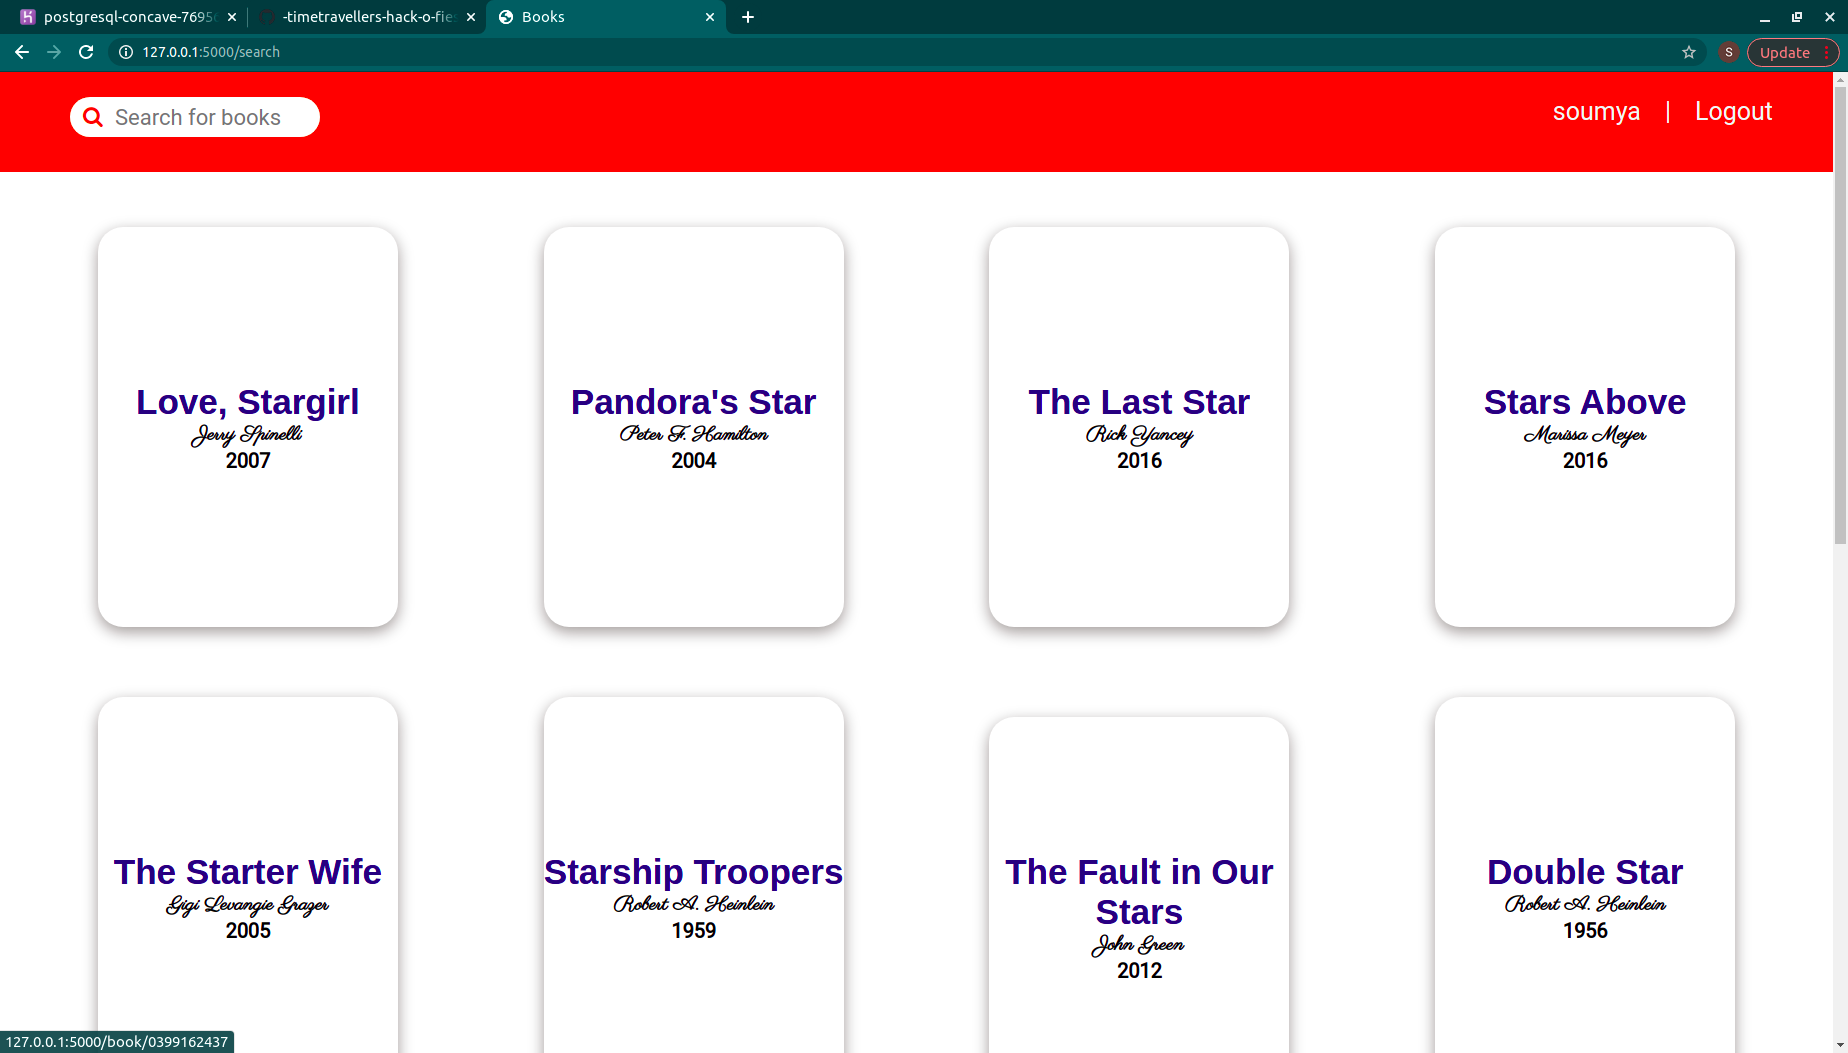 postgresql-concave-7695
-timetravellers-hack-o-fies
Books
127.0.0.1:5000/search
S
Update
Search for books
soumya | Logout
Love, Stargirl
Jerry Spinelli
2007
Pandora's Star
Peter F. Hamilton
2004
The Last Star
Rick Yancey
2016
Stars Above
Marissa Meyer
2016
The Starter Wife
Gigi Levangie Grazer
2005
Starship Troopers
Robert A. Heinlein
1959
The Fault in Our
Stars
John Green
2012
Double Star
Robert A. Heinlein
1956
127.0.0.1:5000/book/0399162437